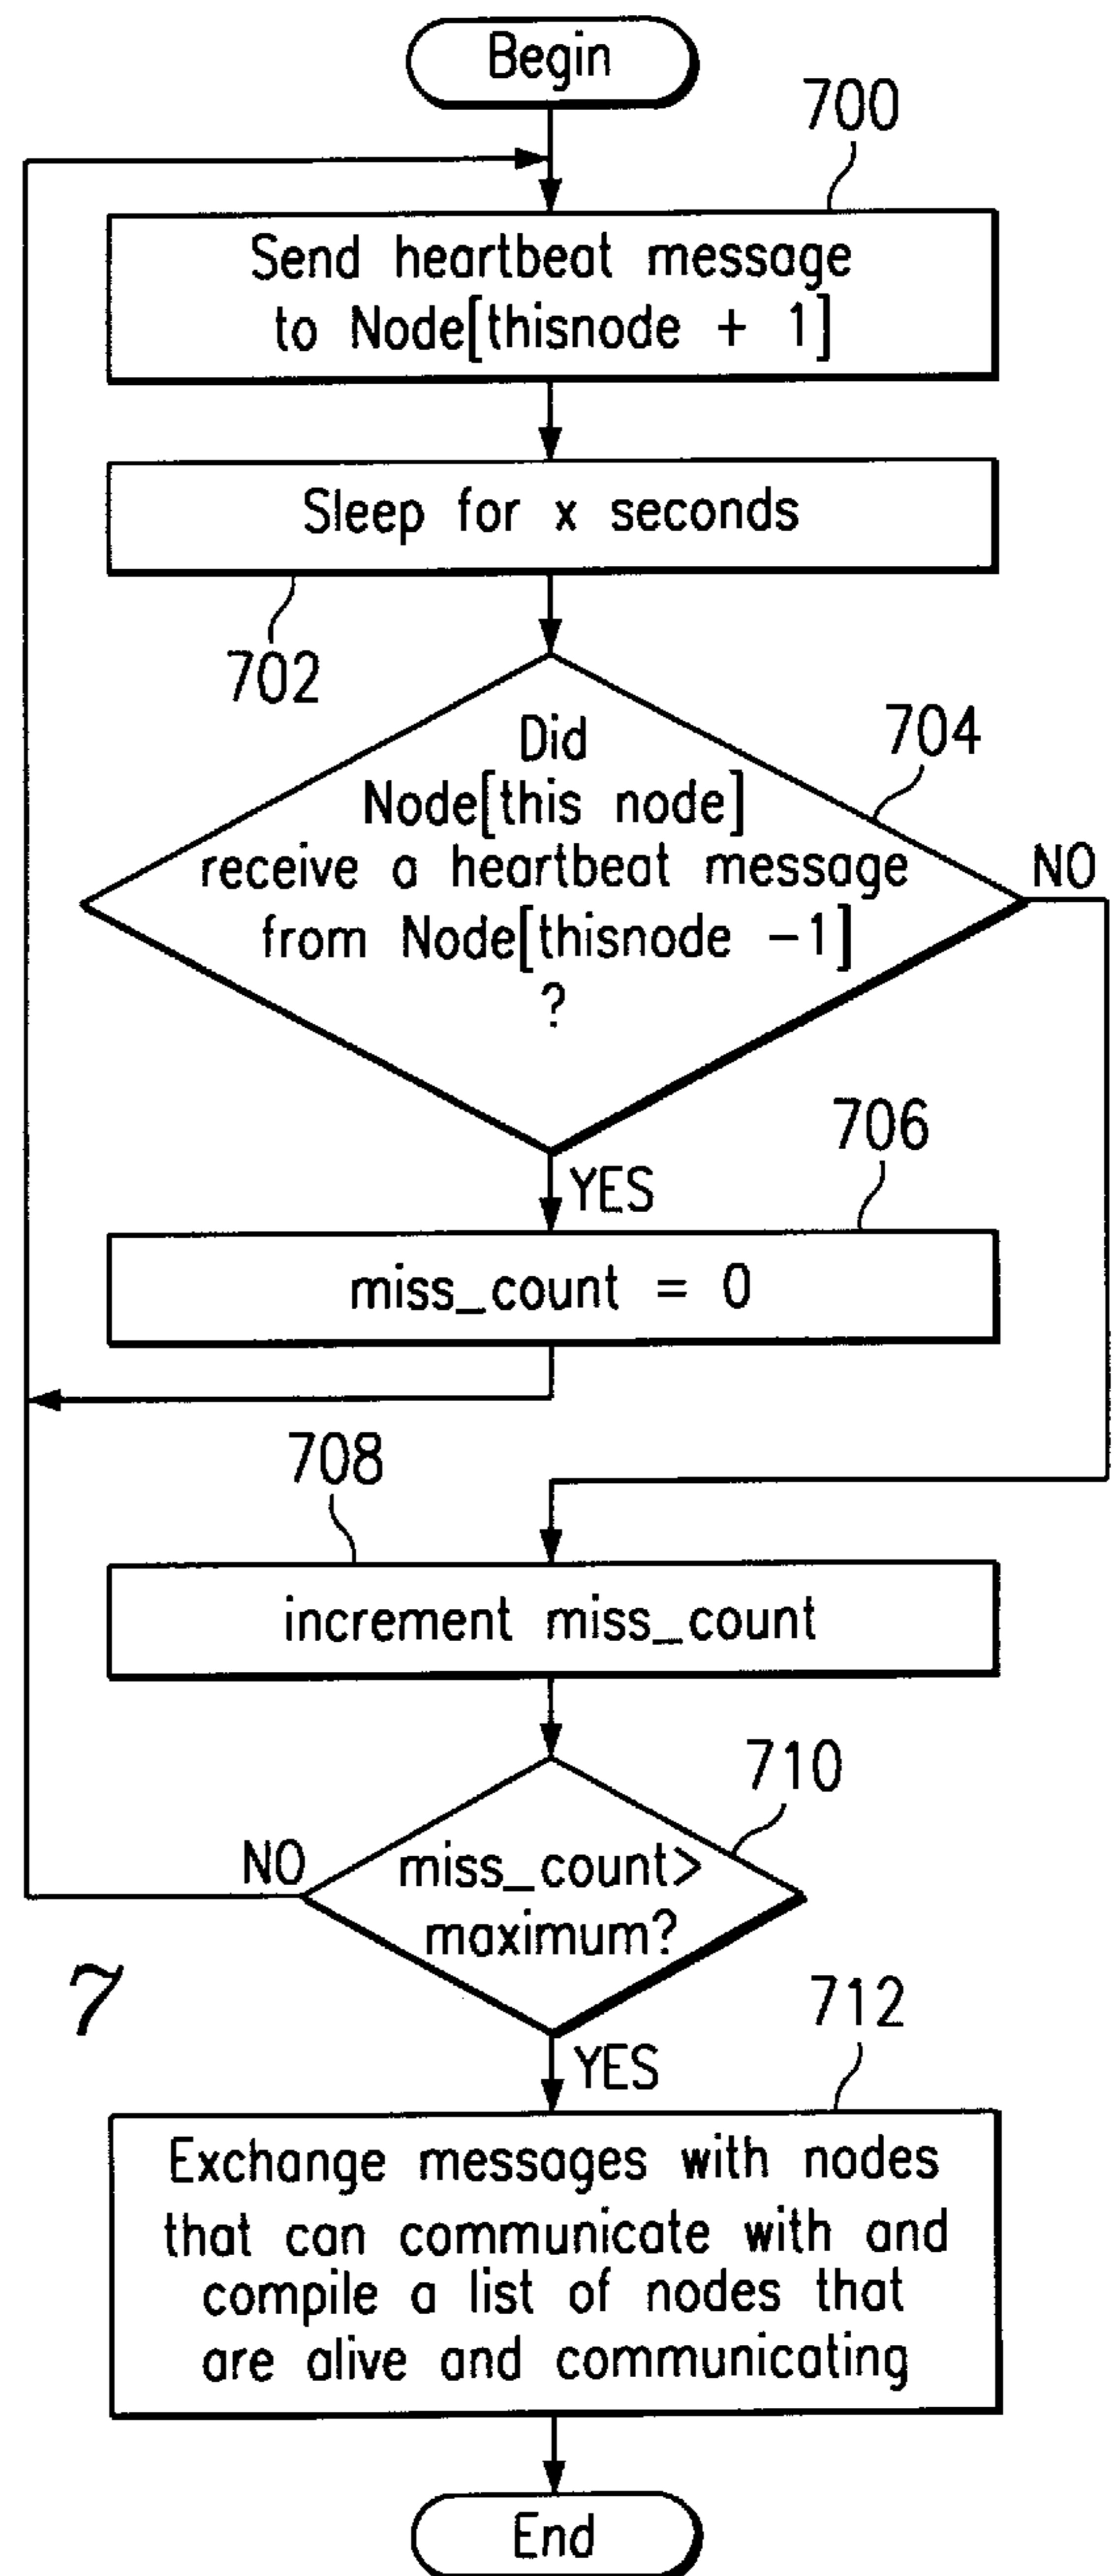 Begin
700
Send heartbeat message
to Node[thisnode + 1]
Sleep for x seconds
702
Did
Node[this node]
receive a heartbeat message
from Node[thisnode -1]
?
704
NO
YES
706
miss_count = 0
708
increment miss_count
710
miss_count>
maximum?
NO
7
YES
712
Exchange messages with nodes
that can communicate with and
compile a list of nodes that
are alive and communicating
End